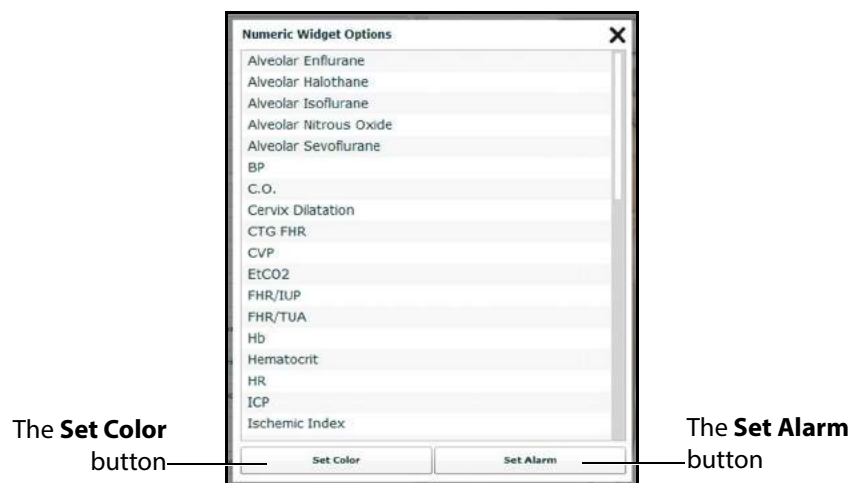 Numeric Widget Options X
Alveolar Enflurane
Alveolar Halothane
Alveolar Isoflurane
Alveolar Nitrous Oxide
Alveolar Sevoflurane
BP
C.O.
Cervix Dilatation
CTG FHR
CVP
EtCO2
FHR/IUP
FHR/TUA
Hb
Hematocrit
HR
ICP
Ischemic Index
Set Color
Set Alarm
The Set Color
button
The Set Alarm
button